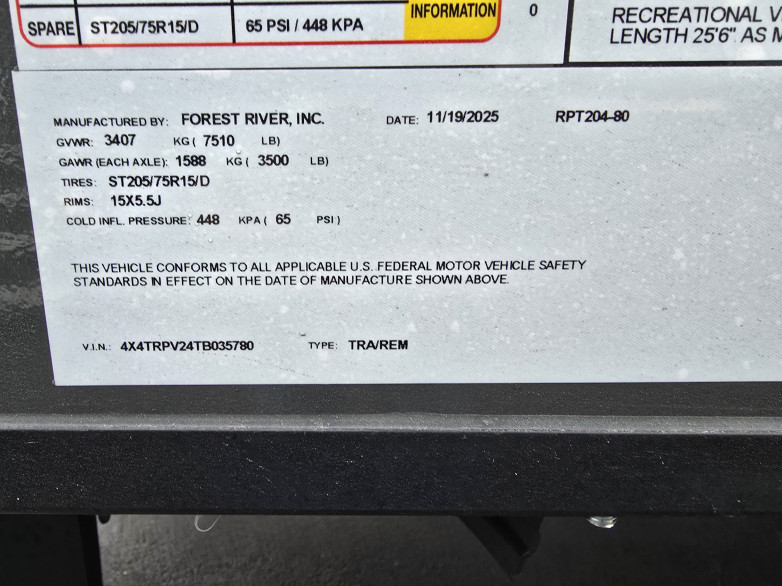 INFORMATION
SPARE ST205/75R15/D 65 PSI / 448 KPA 0
RECREATIONAL
LENGTH 25'6" AS
MANUFACTURED BY: FOREST RIVER, INC. DATE: 11/19/2025 RPT204-80
GVWR: 3407 KG ( 7510 LB)
GAWR (EACH AXLE): 1588 KG ( 3500 LB)
TIRES: ST205/75R15/D
RIMS: 15X5.5J
COLD INFL. PRESSURE: 448 KPA ( 65 PSI )
THIS VEHICLE CONFORMS TO ALL APPLICABLE U.S. FEDERAL MOTOR VEHICLE SAFETY
STANDARDS IN EFFECT ON THE DATE OF MANUFACTURE SHOWN ABOVE.
V.I.N.: 4X4TRPV24TB035780 TYPE: TRA/REM